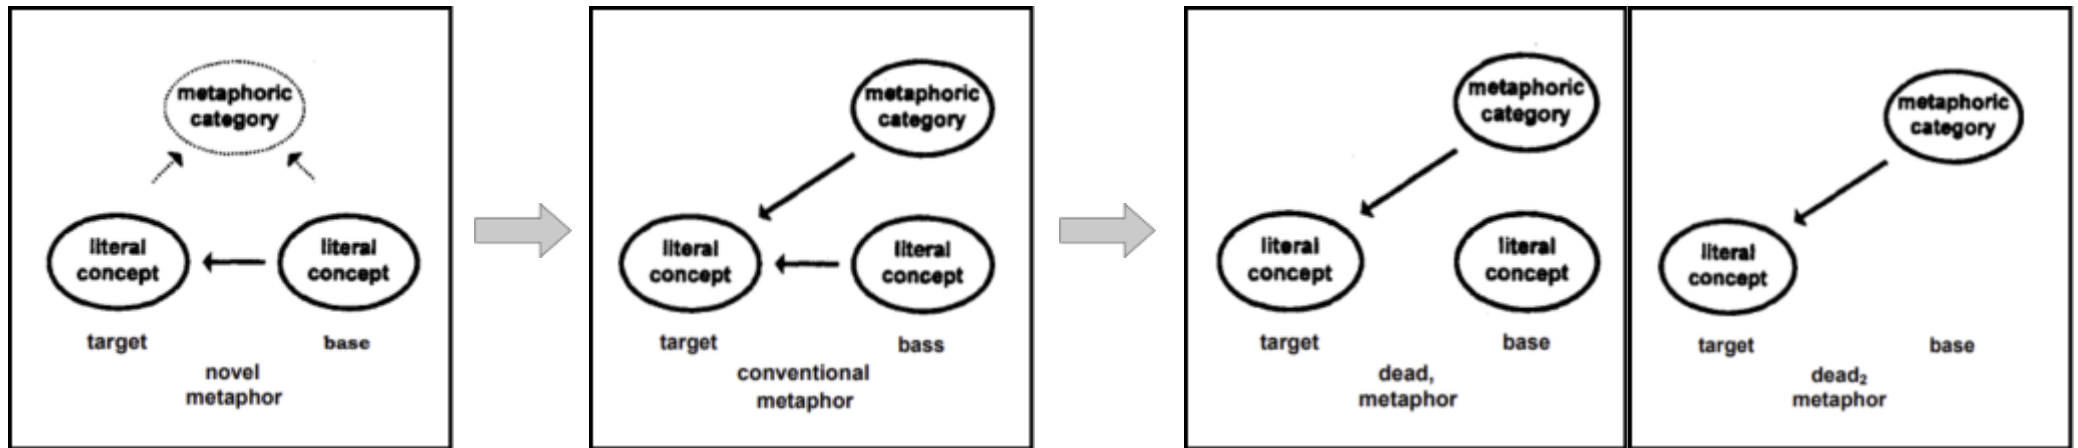 metaphoric
category
literal
concept
literal
concept
target
base
novel
metaphor
metaphoric
category
literal
concept
literal
concept
target
bass
conventional
metaphor
metaphoric
category
literal
concept
literal
concept
target
base
dead,
metaphor
metaphoric
category
literal
concept
target
base
dead₂
metaphor